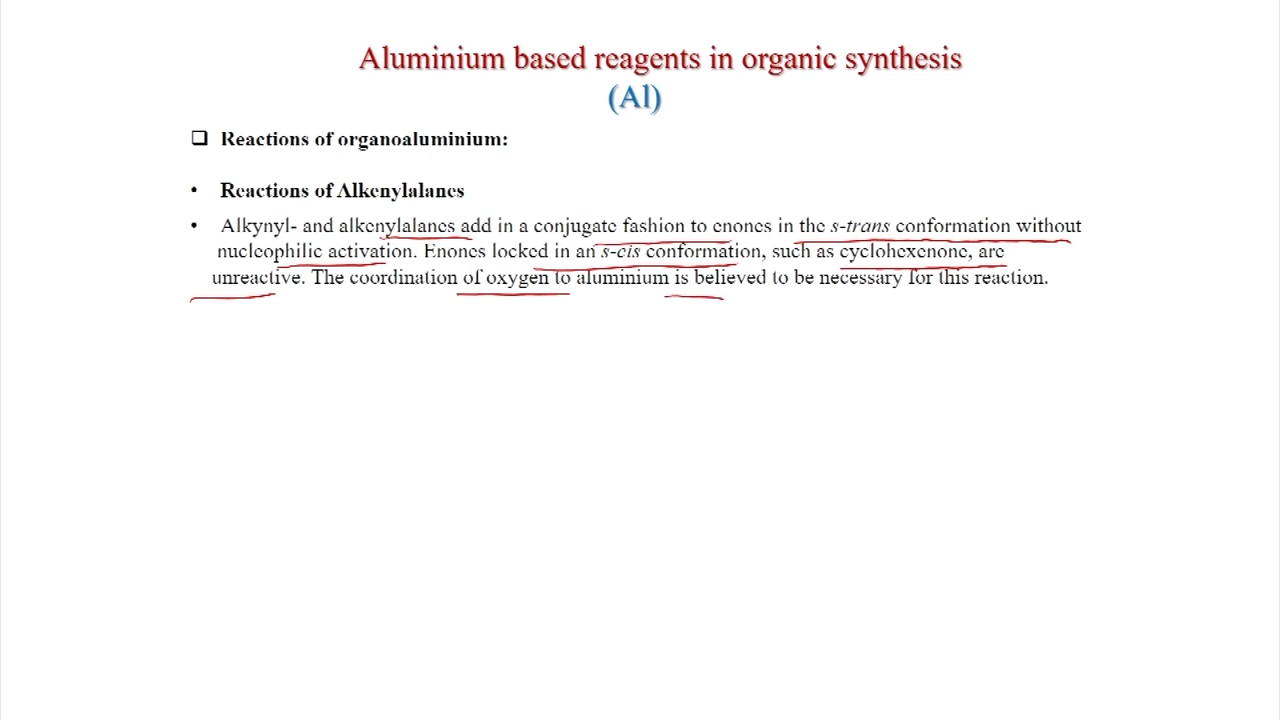 Aluminium based reagents in organic synthesis
(Al)
❑ Reactions of organoaluminium:
• Reactions of Alkenylalanes
• Alkynyl- and alkenylalanes add in a conjugate fashion to enones in the s-trans conformation without
nucleophilic activation. Enones locked in an s-cis conformation, such as cyclohexenone, are
unreactive. The coordination of oxygen to aluminium is believed to be necessary for this reaction.